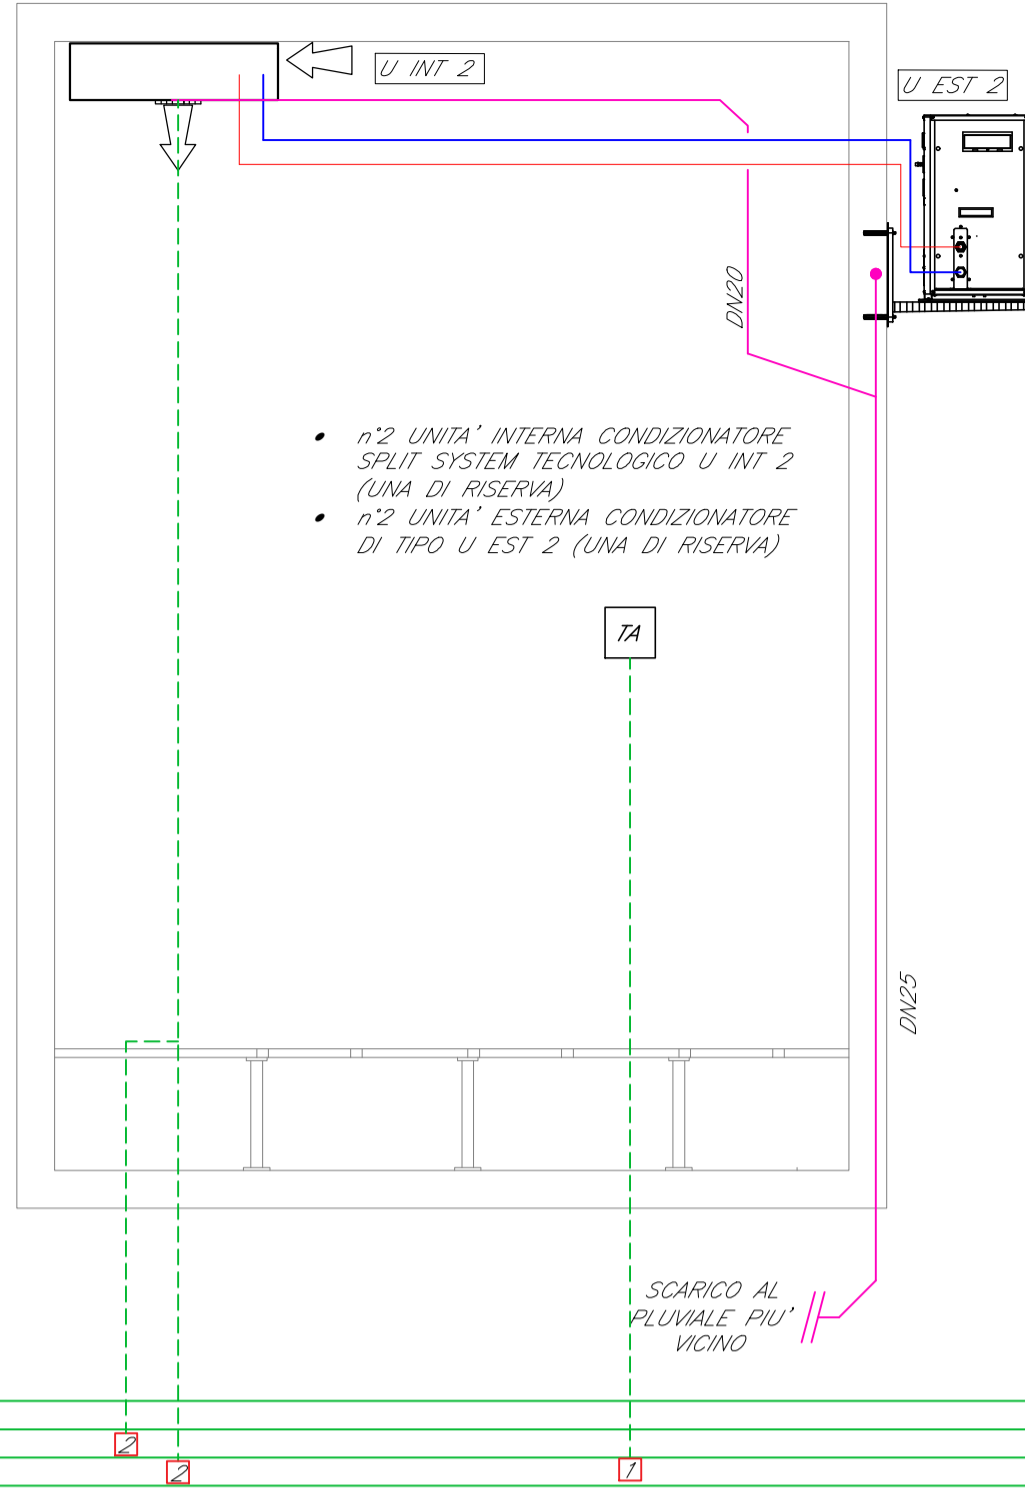 U INT 2
U EST 2
DN20
• n°2 UNITA' INTERNA CONDIZIONATORE
SPLIT SYSTEM TECNOLOGICO U INT 2
(UNA DI RISERVA)
• n°2 UNITA' ESTERNA CONDIZIONATORE
DI TIPO U EST 2 (UNA DI RISERVA)
TA
DN25
SCARICO AL
PLUVIALE PIU'
VICINO
2
2
1